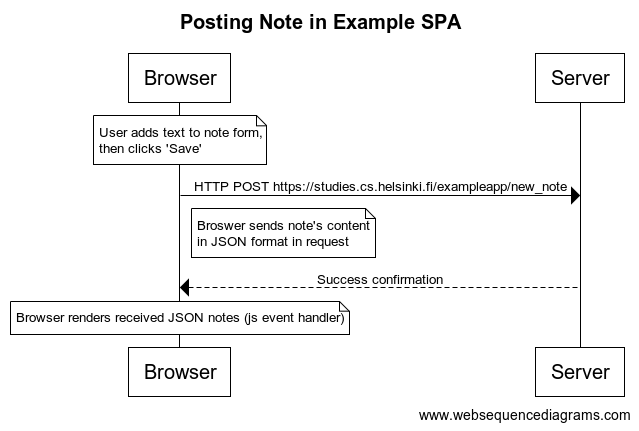 Posting Note in Example SPA
Browser
Server
User adds text to note form,
then clicks 'Save'
HTTP POST https://studies.cs.helsinki.fi/exampleapp/new_note
Broswer sends note's content
in JSON format in request
Success confirmation
Browser renders received JSON notes (js event handler)
Browser
Server
www.websequencediagrams.com